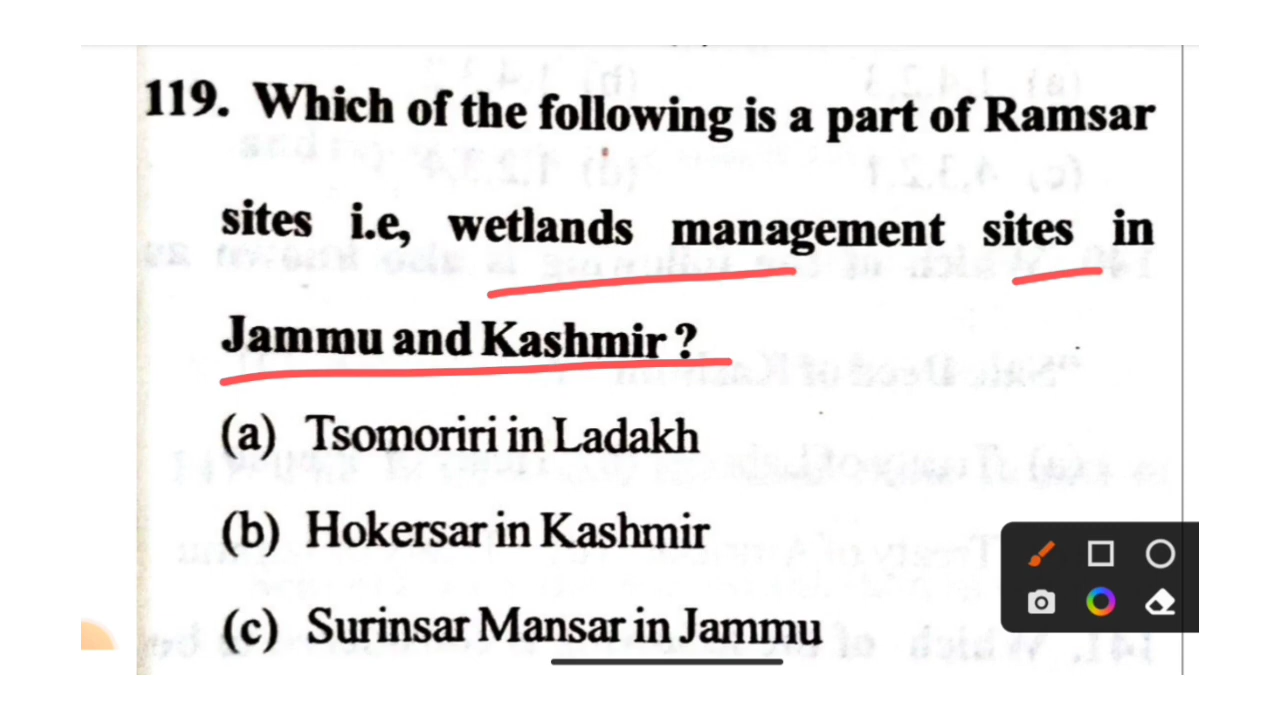 119. Which of the following is a part of Ramsar
sites i.e, wetlands management sites in
Jammu and Kashmir ?
(a) Tsomoriri in Ladakh
(b) Hokersar in Kashmir
(c) Surinsar Mansar in Jammu